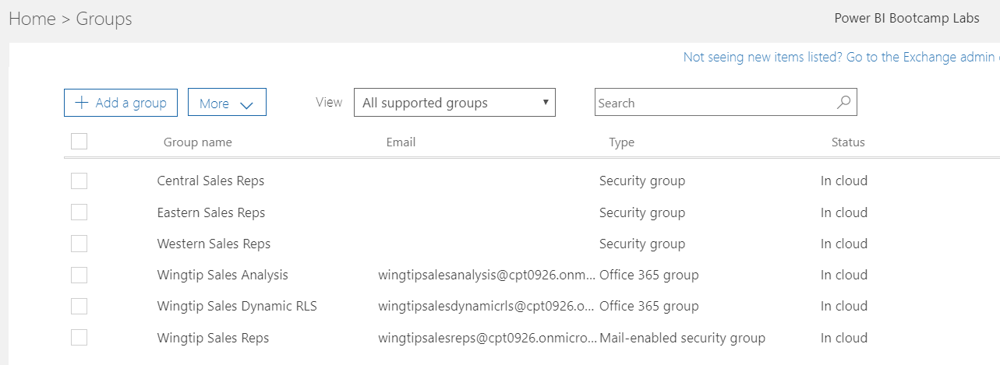 Home > Groups
Power BI Bootcamp Labs
Not seeing new items listed? Go to the Exchange admin
+ Add a group More View All supported groups Search
Group name Email Type Status
Central Sales Reps Security group In cloud
Eastern Sales Reps Security group In cloud
Western Sales Reps Security group In cloud
Wingtip Sales Analysis wingtipsalesanalysis@cpt0926.onm... Office 365 group In cloud
Wingtip Sales Dynamic RLS wingtipsalesdynamicrls@cpt0926.o... Office 365 group In cloud
Wingtip Sales Reps wingtipsalesreps@cpt0926.onmicro... Mail-enabled security group In cloud